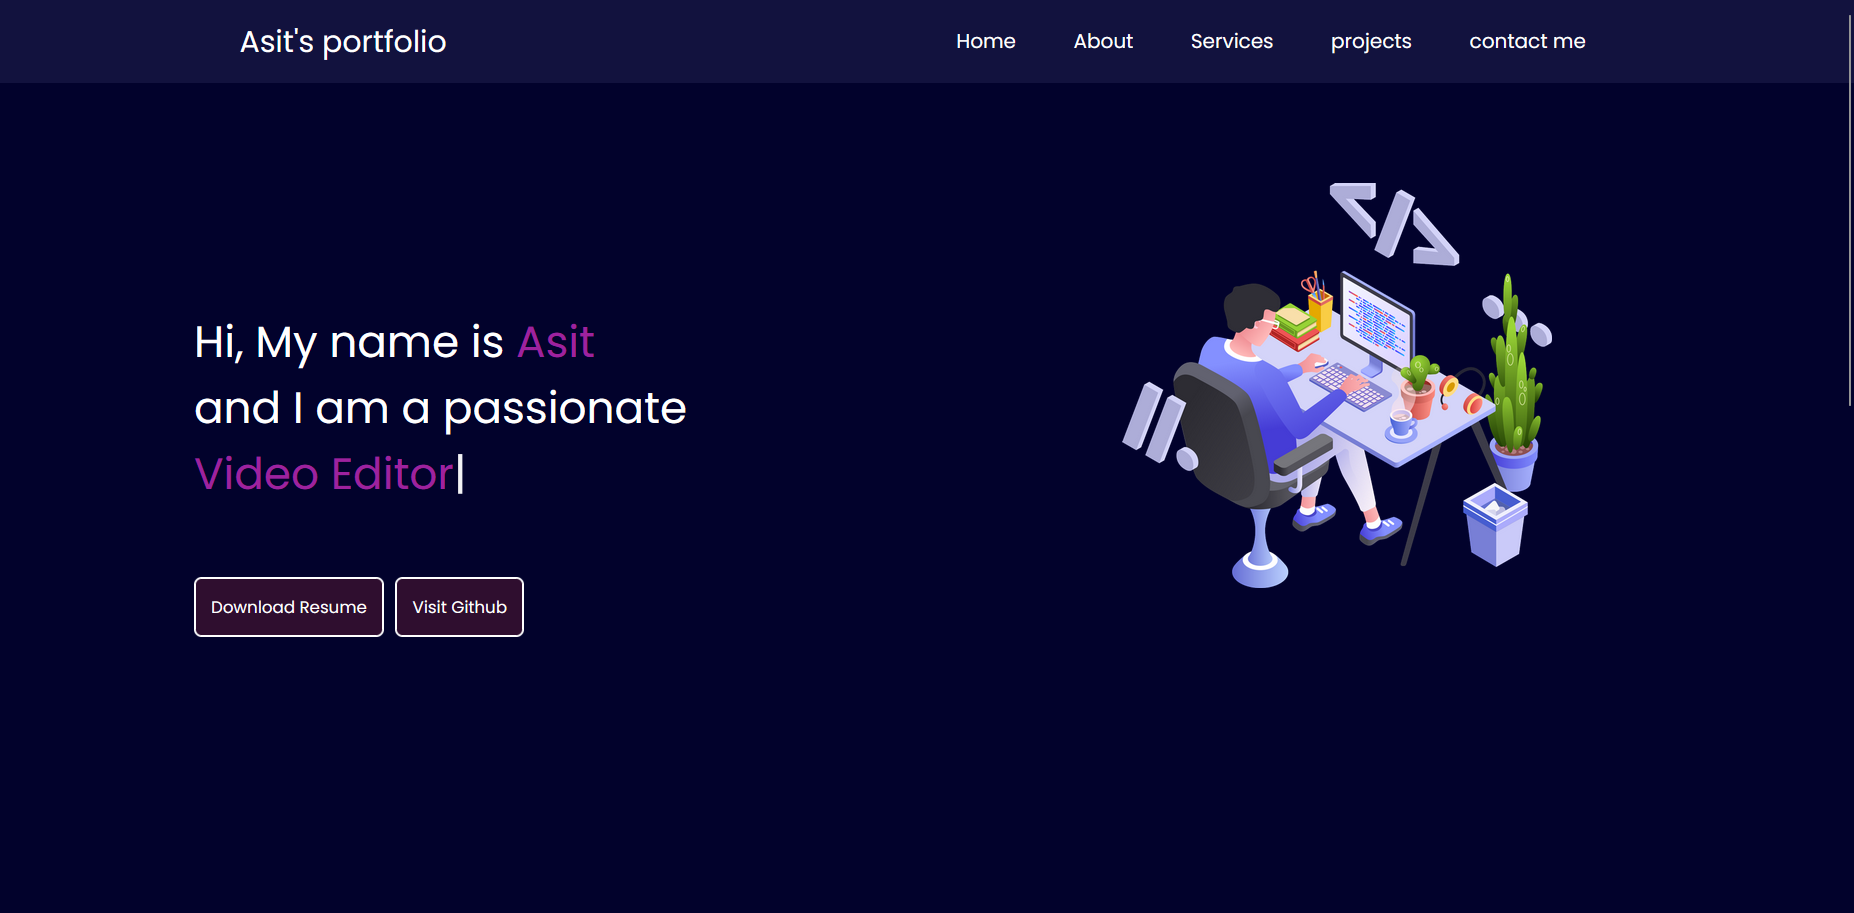 Asit's portfolio
Home About Services projects contact me
Hi, My name is Asit
and I am a passionate
Video Editor|
Download Resume Visit Github